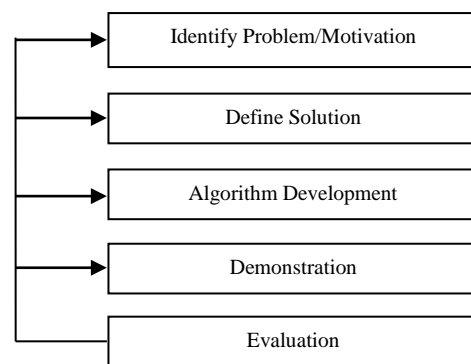 Identify Problem/Motivation
Define Solution
Algorithm Development
Demonstration
Evaluation